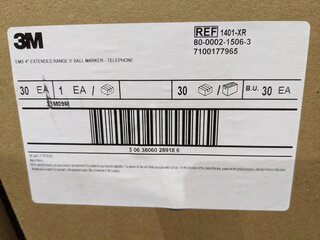 3M
REF 1401-XR
80-0002-1506-3
7100177965
EMS 4" EXTENDED RANGE 5' BALL MARKER - TELEPHONE
30 EA 1 EA / 30 / B.U. 30 EA
21MD9M
5 06 38060 28918 6